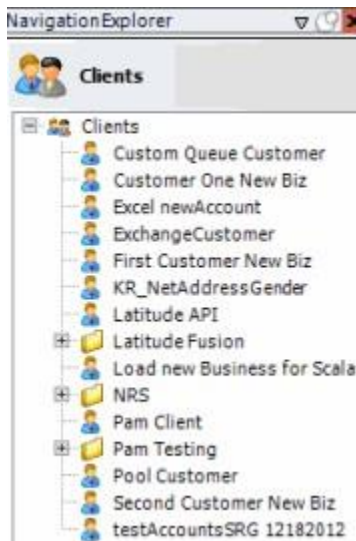 NavigationExplorer
Clients
Clients
Custom Queue Customer
Customer One New Biz
Excel newAccount
ExchangeCustomer
First Customer New Biz
KR_NetAddressGender
Latitude API
Latitude Fusion
Load new Business for Scala
NRS
Pam Client
Pam Testing
Pool Customer
Second Customer New Biz
testAccountsSRG 12182012